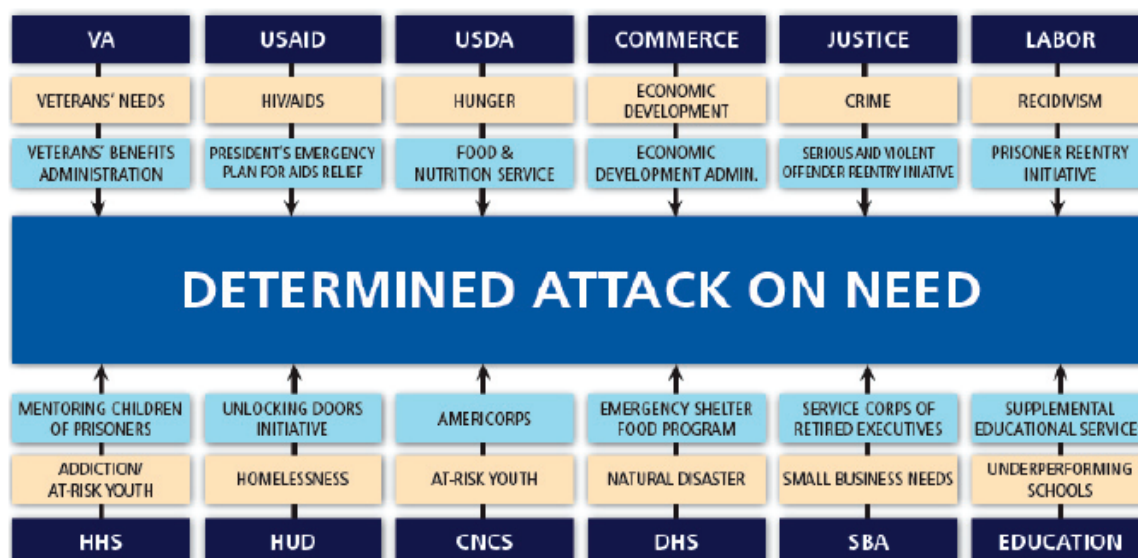 VA
USAID
USDA
COMMERCE
JUSTICE
LABOR
VETERANS' NEEDS
HIV/AIDS
HUNGER
ECONOMIC
DEVELOPMENT
CRIME
RECIDIVISM
VETERANS' BENEFITS
ADMINISTRATION
PRESIDENT'S EMERGENCY
PLAN FOR AIDS RELIEF
FOOD &
NUTRITION SERVICE
ECONOMIC
DEVELOPMENT ADMIN.
SERIOUS AND VIOLENT
OFFENDER REENTRY INIATIVE
PRISONER REENTRY
INITIATIVE
DETERMINED ATTACK ON NEED
MENTORING CHILDREN
OF PRISONERS
UNLOCKING DOORS
INITIATIVE
AMERICORPS
EMERGENCY SHELTER
FOOD PROGRAM
SERVICE CORPS OF
RETIRED EXECUTIVES
SUPPLEMENTAL
EDUCATIONAL SERVICE
ADDICTION/
AT-RISK YOUTH
HOMELESSNESS
AT-RISK YOUTH
NATURAL DISASTER
SMALL BUSINESS NEEDS
UNDERPERFORMING
SCHOOLS
HHS
HUD
CNCS
DHS
SBA
EDUCATION